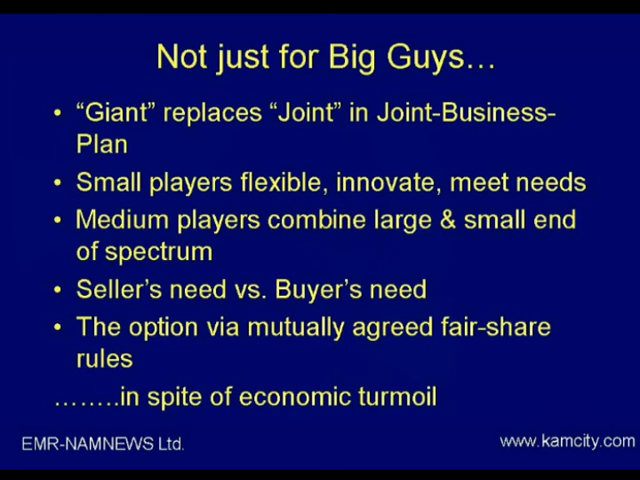 Not just for Big Guys…
• “Giant” replaces “Joint” in Joint-Business-
Plan
• Small players flexible, innovate, meet needs
• Medium players combine large & small end
of spectrum
• Seller’s need vs. Buyer’s need
• The option via mutually agreed fair-share
rules
……..in spite of economic turmoil
EMR-NAMNEWS Ltd.
www.kamcity.com